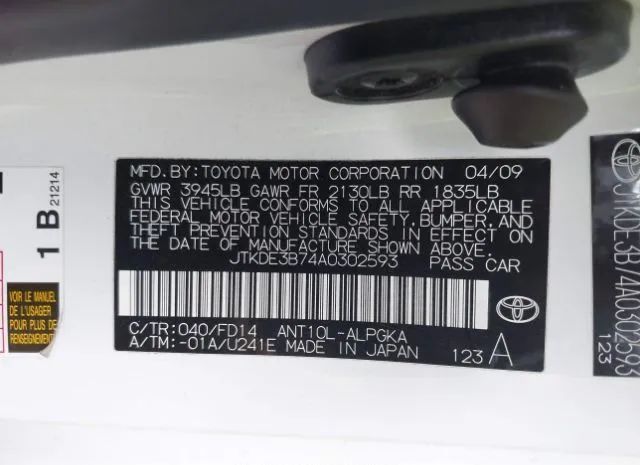 MFD.BY:TOYOTA MOTOR CORPORATION 04/09
GVWR 3945LB GAWR FR 2130LB RR 1835LB
THIS VEHICLE CONFORMS TO ALL APPLICABLE
FEDERAL MOTOR VEHICLE SAFETY, BUMPER, AND
THEFT PREVENTION STANDARDS IN EFFECT ON
THE DATE OF MANUFACTURE SHOWN ABOVE.
JTKDE3B74A0302593 PASS CAR
C/TR:040/FD14 ANT10L-ALPGKA
A/TM:-01A/U241E MADE IN JAPAN
123 A
1 B 21214
VOIR LE MANUEL
DE L'USAGER
POUR PLUS DE
RENSEIGNEMENTS
TOYOTA
JTKDE3B74A0302593
123